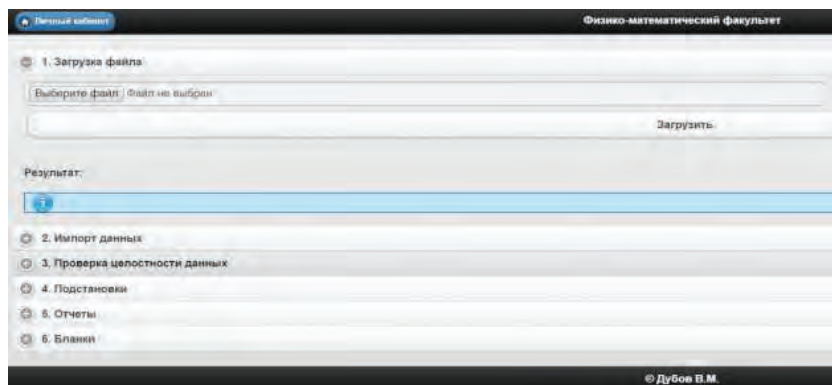 Личный кабинет
Физико-математический факультет
1. Загрузка файла
Выберите файл Файл не выбран
Загрузить
Результат:
2. Импорт данных
3. Проверка целостности данных
4. Подстановки
5. Отчеты
6. Бланки
© Дубов В.М.